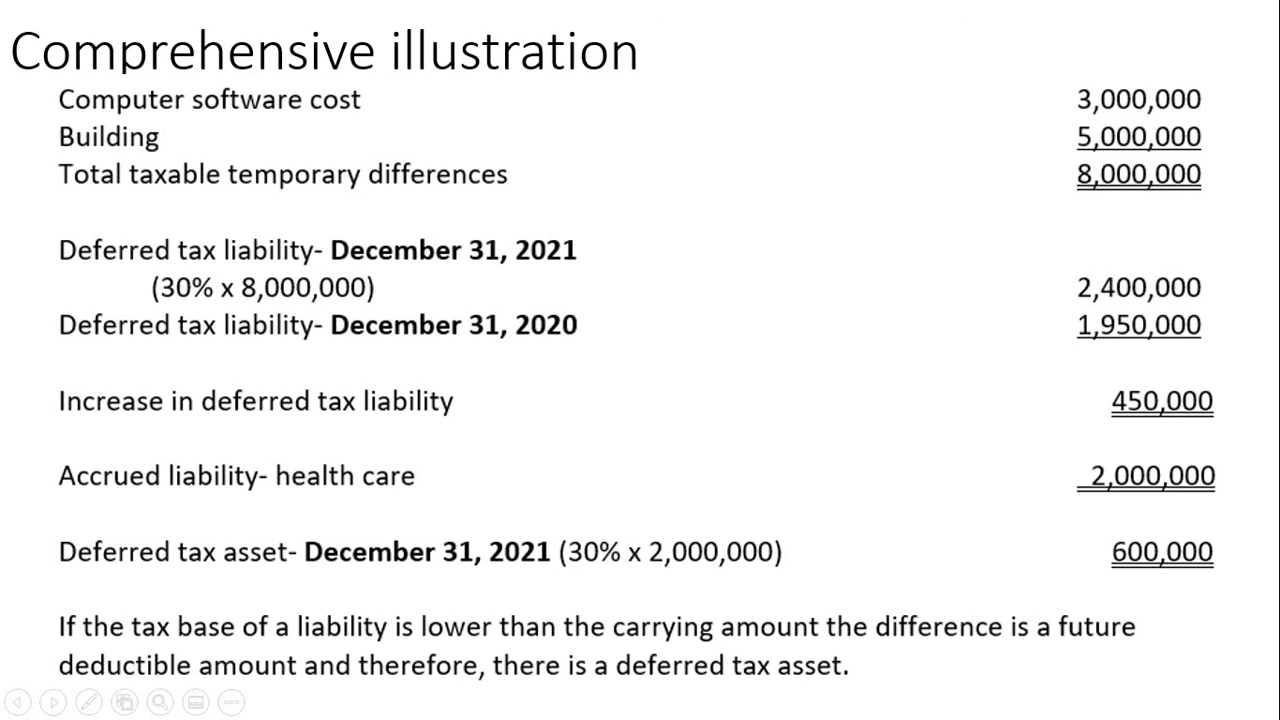 Comprehensive illustration
Computer software cost 3,000,000
Building 5,000,000
Total taxable temporary differences 8,000,000
Deferred tax liability- December 31, 2021
(30% x 8,000,000) 2,400,000
Deferred tax liability- December 31, 2020 1,950,000
Increase in deferred tax liability 450,000
Accrued liability- health care 2,000,000
Deferred tax asset- December 31, 2021 (30% x 2,000,000) 600,000
If the tax base of a liability is lower than the carrying amount the difference is a future
deductible amount and therefore, there is a deferred tax asset.